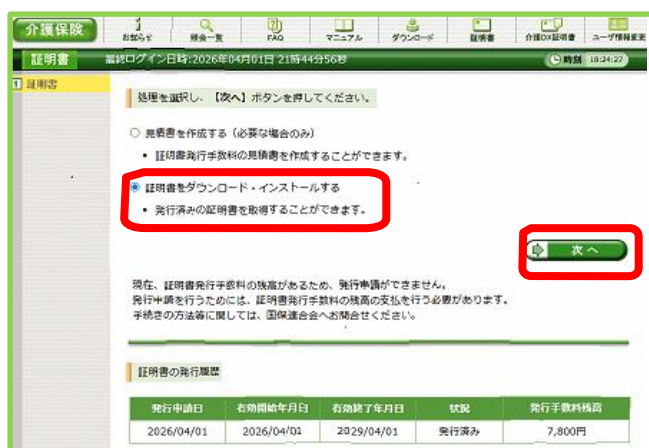 介護保険
お知らせ 照会一覧 FAQ マニュアル ダウンロード 証明書 介護DX証明書 ユーザ情報変更
証明書 最終ログイン日時:2026年04月01日 21時44分56秒 時刻 18:24:27
1 証明書
処理を選択し、【次へ】ボタンを押してください。
見積書を作成する（必要な場合のみ）
• 証明書発行手数料の見積書を作成することができます。
証明書をダウンロード・インストールする
• 発行済みの証明書を取得することができます。
次へ
現在、証明書発行手数料の残高があるため、発行申請ができません。
発行申請を行うためには、証明書発行手数料の残高の支払を行う必要があります。
手続きの方法等に関しては、国保連合会へお問合せください。
証明書の発行履歴
発行申請日 有効開始年月日 有効終了年月日 状況 発行手数料残高
2026/04/01 2026/04/01 2029/04/01 発行済み 7,800円